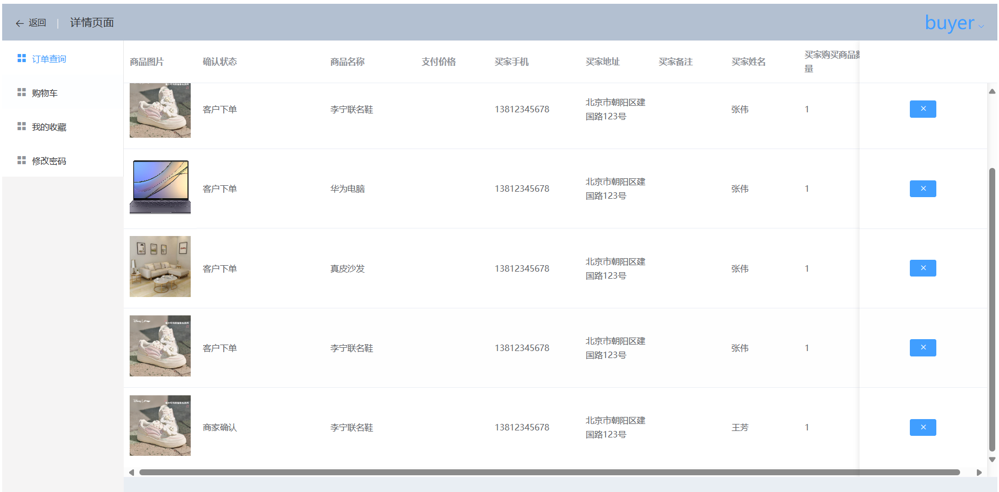 返回 | 详情页面
buyer
订单查询
购物车
我的收藏
修改密码
商品图片 确认状态 商品名称 支付价格 买家手机 买家地址 买家备注 买家姓名 买家购买商品数
量
客户下单 李宁联名鞋 13812345678 北京市朝阳区建
国路123号 张伟 1
客户下单 华为电脑 13812345678 北京市朝阳区建
国路123号 张伟 1
客户下单 真皮沙发 13812345678 北京市朝阳区建
国路123号 张伟 1
客户下单 李宁联名鞋 13812345678 北京市朝阳区建
国路123号 张伟 1
商家确认 李宁联名鞋 13812345678 北京市朝阳区建
国路123号 王芳 1